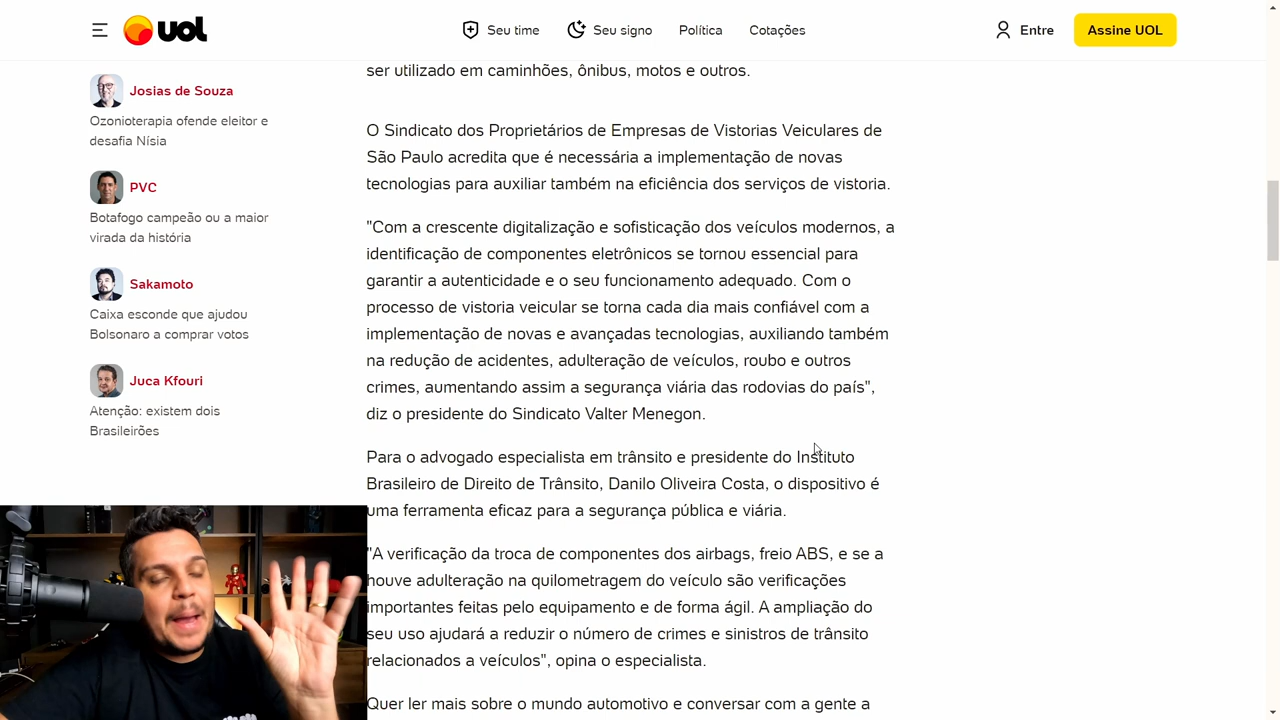 uol
Seu time
Seu signo
Política
Cotações
Entre
Assine UOL
Josias de Souza
Ozonioterapia ofende eleitor e
desafia Nísia
PVC
Botafogo campeão ou a maior
virada da história
Sakamoto
Caixa esconde que ajudou
Bolsonaro a comprar votos
Juca Kfouri
Atenção: existem dois
Brasileirões
ser utilizado em caminhões, ônibus, motos e outros.
O Sindicato dos Proprietários de Empresas de Vistorias Veiculares de
São Paulo acredita que é necessária a implementação de novas
tecnologias para auxiliar também na eficiência dos serviços de vistoria.
"Com a crescente digitalização e sofisticação dos veículos modernos, a
identificação de componentes eletrônicos se tornou essencial para
garantir a autenticidade e o seu funcionamento adequado. Com o
processo de vistoria veicular se torna cada dia mais confiável com a
implementação de novas e avançadas tecnologias, auxiliando também
na redução de acidentes, adulteração de veículos, roubo e outros
crimes, aumentando assim a segurança viária das rodovias do país",
diz o presidente do Sindicato Valter Menegon.
Para o advogado especialista em trânsito e presidente do Instituto
Brasileiro de Direito de Trânsito, Danilo Oliveira Costa, o dispositivo é
uma ferramenta eficaz para a segurança pública e viária.
"A verificação da troca de componentes dos airbags, freio ABS, e se a
houve adulteração na quilometragem do veículo são verificações
importantes feitas pelo equipamento e de forma ágil. A ampliação do
seu uso ajudará a reduzir o número de crimes e sinistros de trânsito
relacionados a veículos", opina o especialista.
Quer ler mais sobre o mundo automotivo e conversar com a gente a